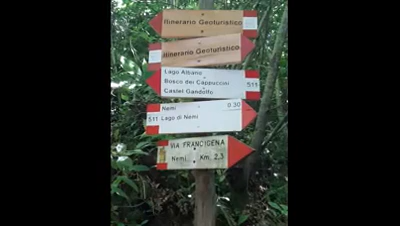 Itinerario Geoturistico
Itinerario Geoturistico
Lago Albano
Bosco dei Cappuccini 511
Castel Gandolfo
Nemi 0.30
511 Lago di Nemi
VIA FRANCIGENA
Nemi Km 2,3